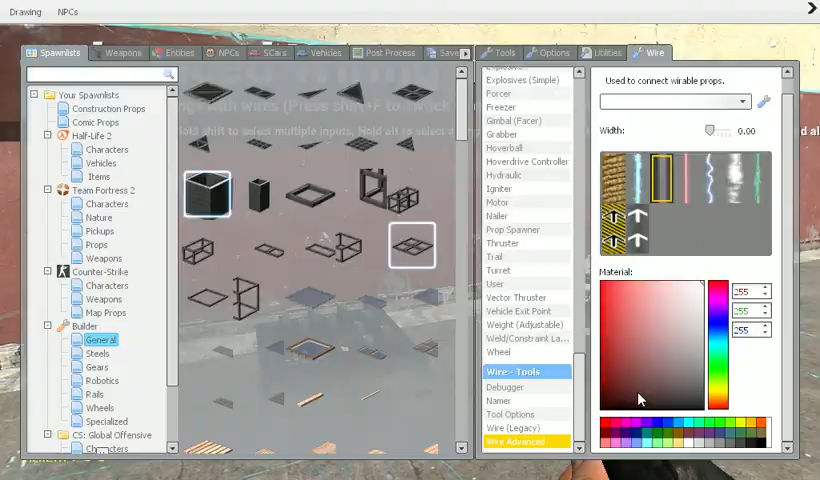 Drawing NPCs
Spawnlists Weapons Entities NPCs SCars Vehicles Post Process Save
Tools Options Utilities Wire
Your Spawnlists
Construction Props
Comic Props
Half-Life 2
Characters
Vehicles
Items
Team Fortress 2
Characters
Nature
Pickups
Props
Weapons
Counter-Strike
Characters
Weapons
Map Props
Builder
General
Steels
Gears
Robotics
Rails
Wheels
Specialized
CS: Global Offensive
Characters
Explosives (Simple)
Forcer
Freezer
Gimbal (Facer)
Grabber
Hoverball
Hoverdrive Controller
Hydraulic
Igniter
Motor
Nailer
Prop Spawner
Thruster
Trail
Turret
User
Vector Thruster
Vehicle Exit Point
Weight (Adjustable)
Weld/Constraint La...
Wheel
Wire - Tools
Debugger
Namer
Tool Options
Wire (Legacy)
Wire Advanced
Used to connect wirable props.
Width: 0.00
Material:
255
255
255